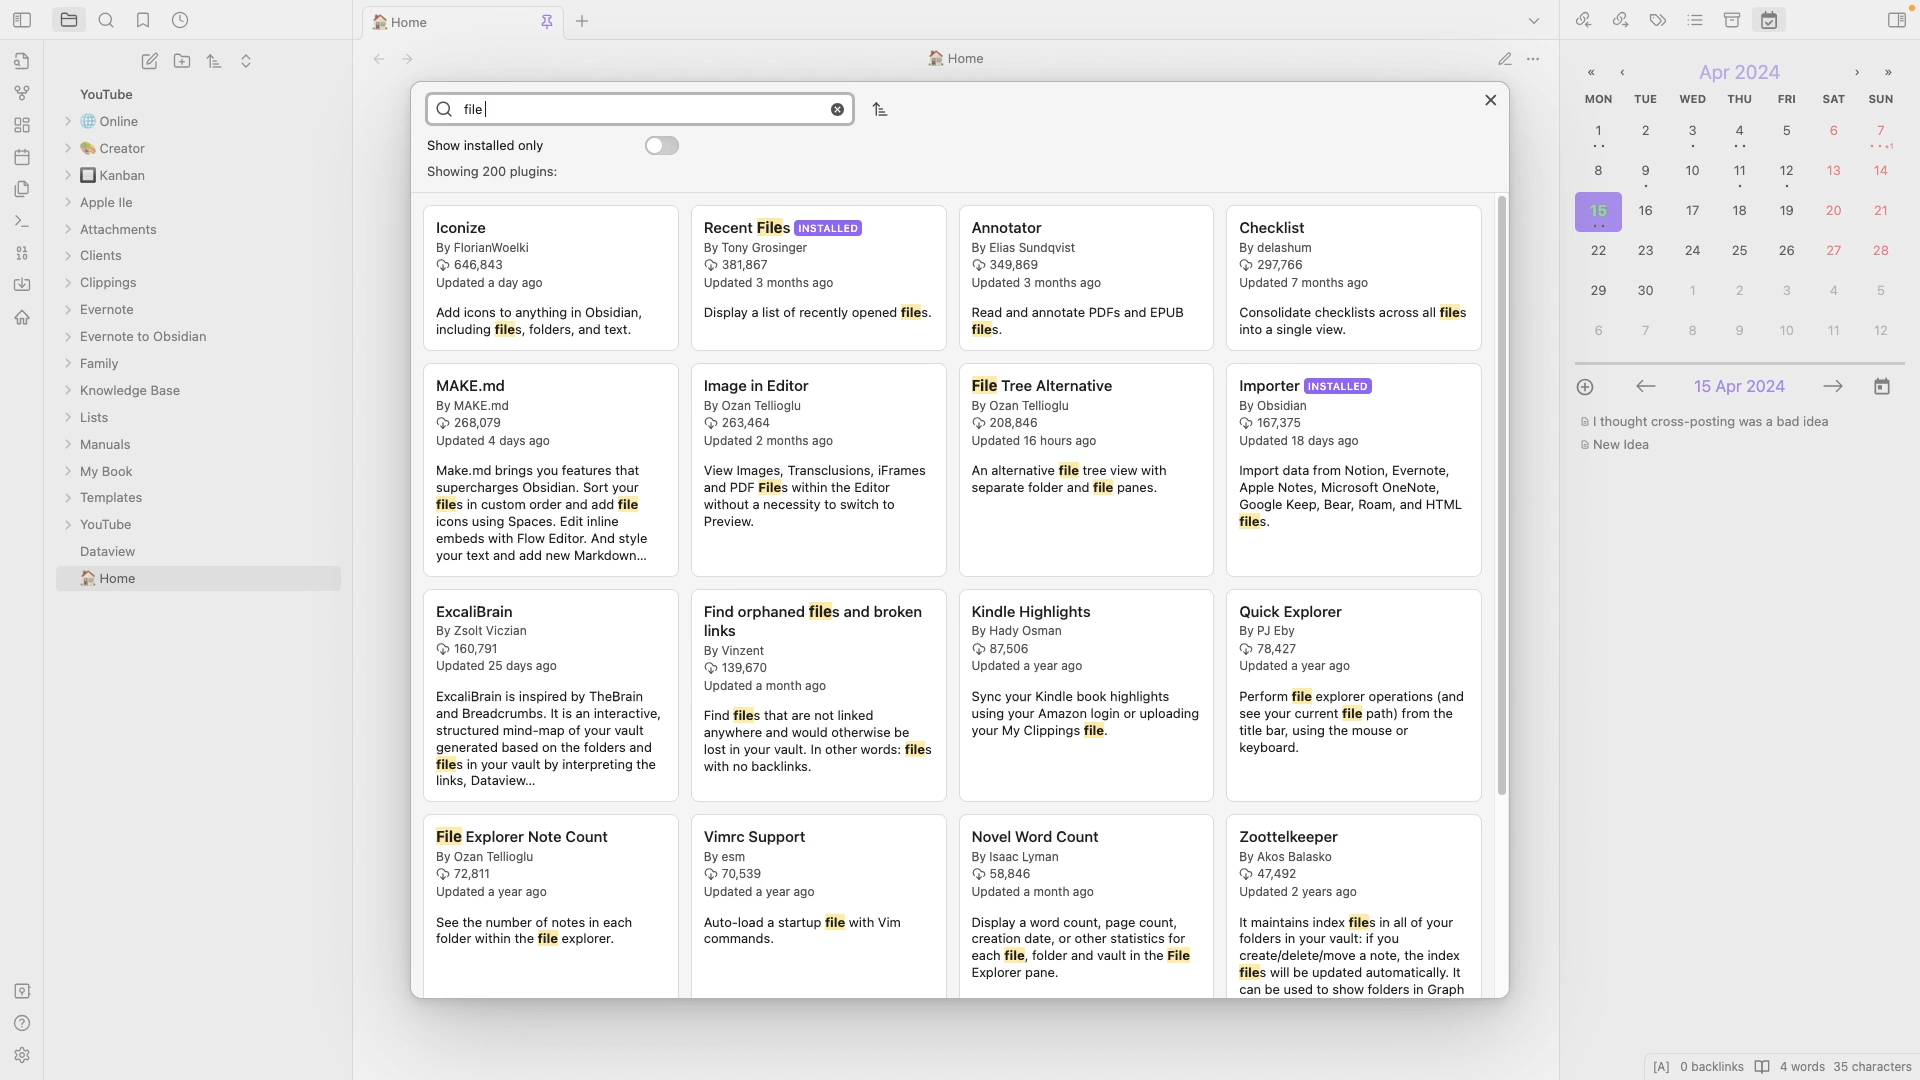 Home
Home
YouTube
Online
Creator
Kanban
Apple IIe
Attachments
Clients
Clippings
Evernote
Evernote to Obsidian
Family
Knowledge Base
Lists
Manuals
My Book
Templates
YouTube
Dataview
Home
file
Show installed only
Showing 200 plugins:
Iconize
By FlorianWoelki
646,843
Updated a day ago
Add icons to anything in Obsidian,
including files, folders, and text.
Recent Files INSTALLED
By Tony Grosinger
381,867
Updated 3 months ago
Display a list of recently opened files.
Annotator
By Elias Sundqvist
349,869
Updated 3 months ago
Read and annotate PDFs and EPUB
files.
Checklist
By delashum
297,766
Updated 7 months ago
Consolidate checklists across all files
into a single view.
MAKE.md
By MAKE.md
268,079
Updated 4 days ago
Make.md brings you features that
supercharges Obsidian. Sort your
files in custom order and add file
icons using Spaces. Edit inline
embeds with Flow Editor. And style
your text and add new Markdown...
Image in Editor
By Ozan Tellioglu
263,464
Updated 2 months ago
View Images, Transclusions, iFrames
and PDF Files within the Editor
without a necessity to switch to
Preview.
File Tree Alternative
By Ozan Tellioglu
208,846
Updated 16 hours ago
An alternative file tree view with
separate folder and file panes.
Importer INSTALLED
By Obsidian
167,375
Updated 18 days ago
Import data from Notion, Evernote,
Apple Notes, Microsoft OneNote,
Google Keep, Bear, Roam, and HTML
files.
ExcaliBrain
By Zsolt Viczian
160,791
Updated 25 days ago
ExcaliBrain is inspired by TheBrain
and Breadcrumbs. It is an interactive,
structured mind-map of your vault
generated based on the folders and
files in your vault by interpreting the
links, Dataview...
Find orphaned files and broken
links
By Vinzent
139,670
Updated a month ago
Find files that are not linked
anywhere and would otherwise be
lost in your vault. In other words: files
with no backlinks.
Kindle Highlights
By Hady Osman
87,506
Updated a year ago
Sync your Kindle book highlights
using your Amazon login or uploading
your My Clippings file.
Quick Explorer
By PJ Eby
78,427
Updated a year ago
Perform file explorer operations (and
see your current file path) from the
title bar, using the mouse or
keyboard.
File Explorer Note Count
By Ozan Tellioglu
72,811
Updated a year ago
See the number of notes in each
folder within the file explorer.
Vimrc Support
By esm
70,539
Updated a year ago
Auto-load a startup file with Vim
commands.
Novel Word Count
By Isaac Lyman
58,846
Updated a month ago
Display a word count, page count,
creation date, or other statistics for
each file, folder and vault in the File
Explorer pane.
Zoottelkeeper
By Akos Balasko
47,492
Updated 2 years ago
It maintains index files in all of your
folders in your vault: if you
create/delete/move a note, the index
files will be updated automatically. It
can be used to show folders in Graph
« ‹ Apr 2024 › »
MON TUE WED THU FRI SAT SUN
1 2 3 4 5 6 7
+1
8 9 10 11 12 13 14
15 16 17 18 19 20 21
22 23 24 25 26 27 28
29 30 1 2 3 4 5
6 7 8 9 10 11 12
15 Apr 2024
I thought cross-posting was a bad idea
New Idea
[A] 0 backlinks 4 words 35 characters